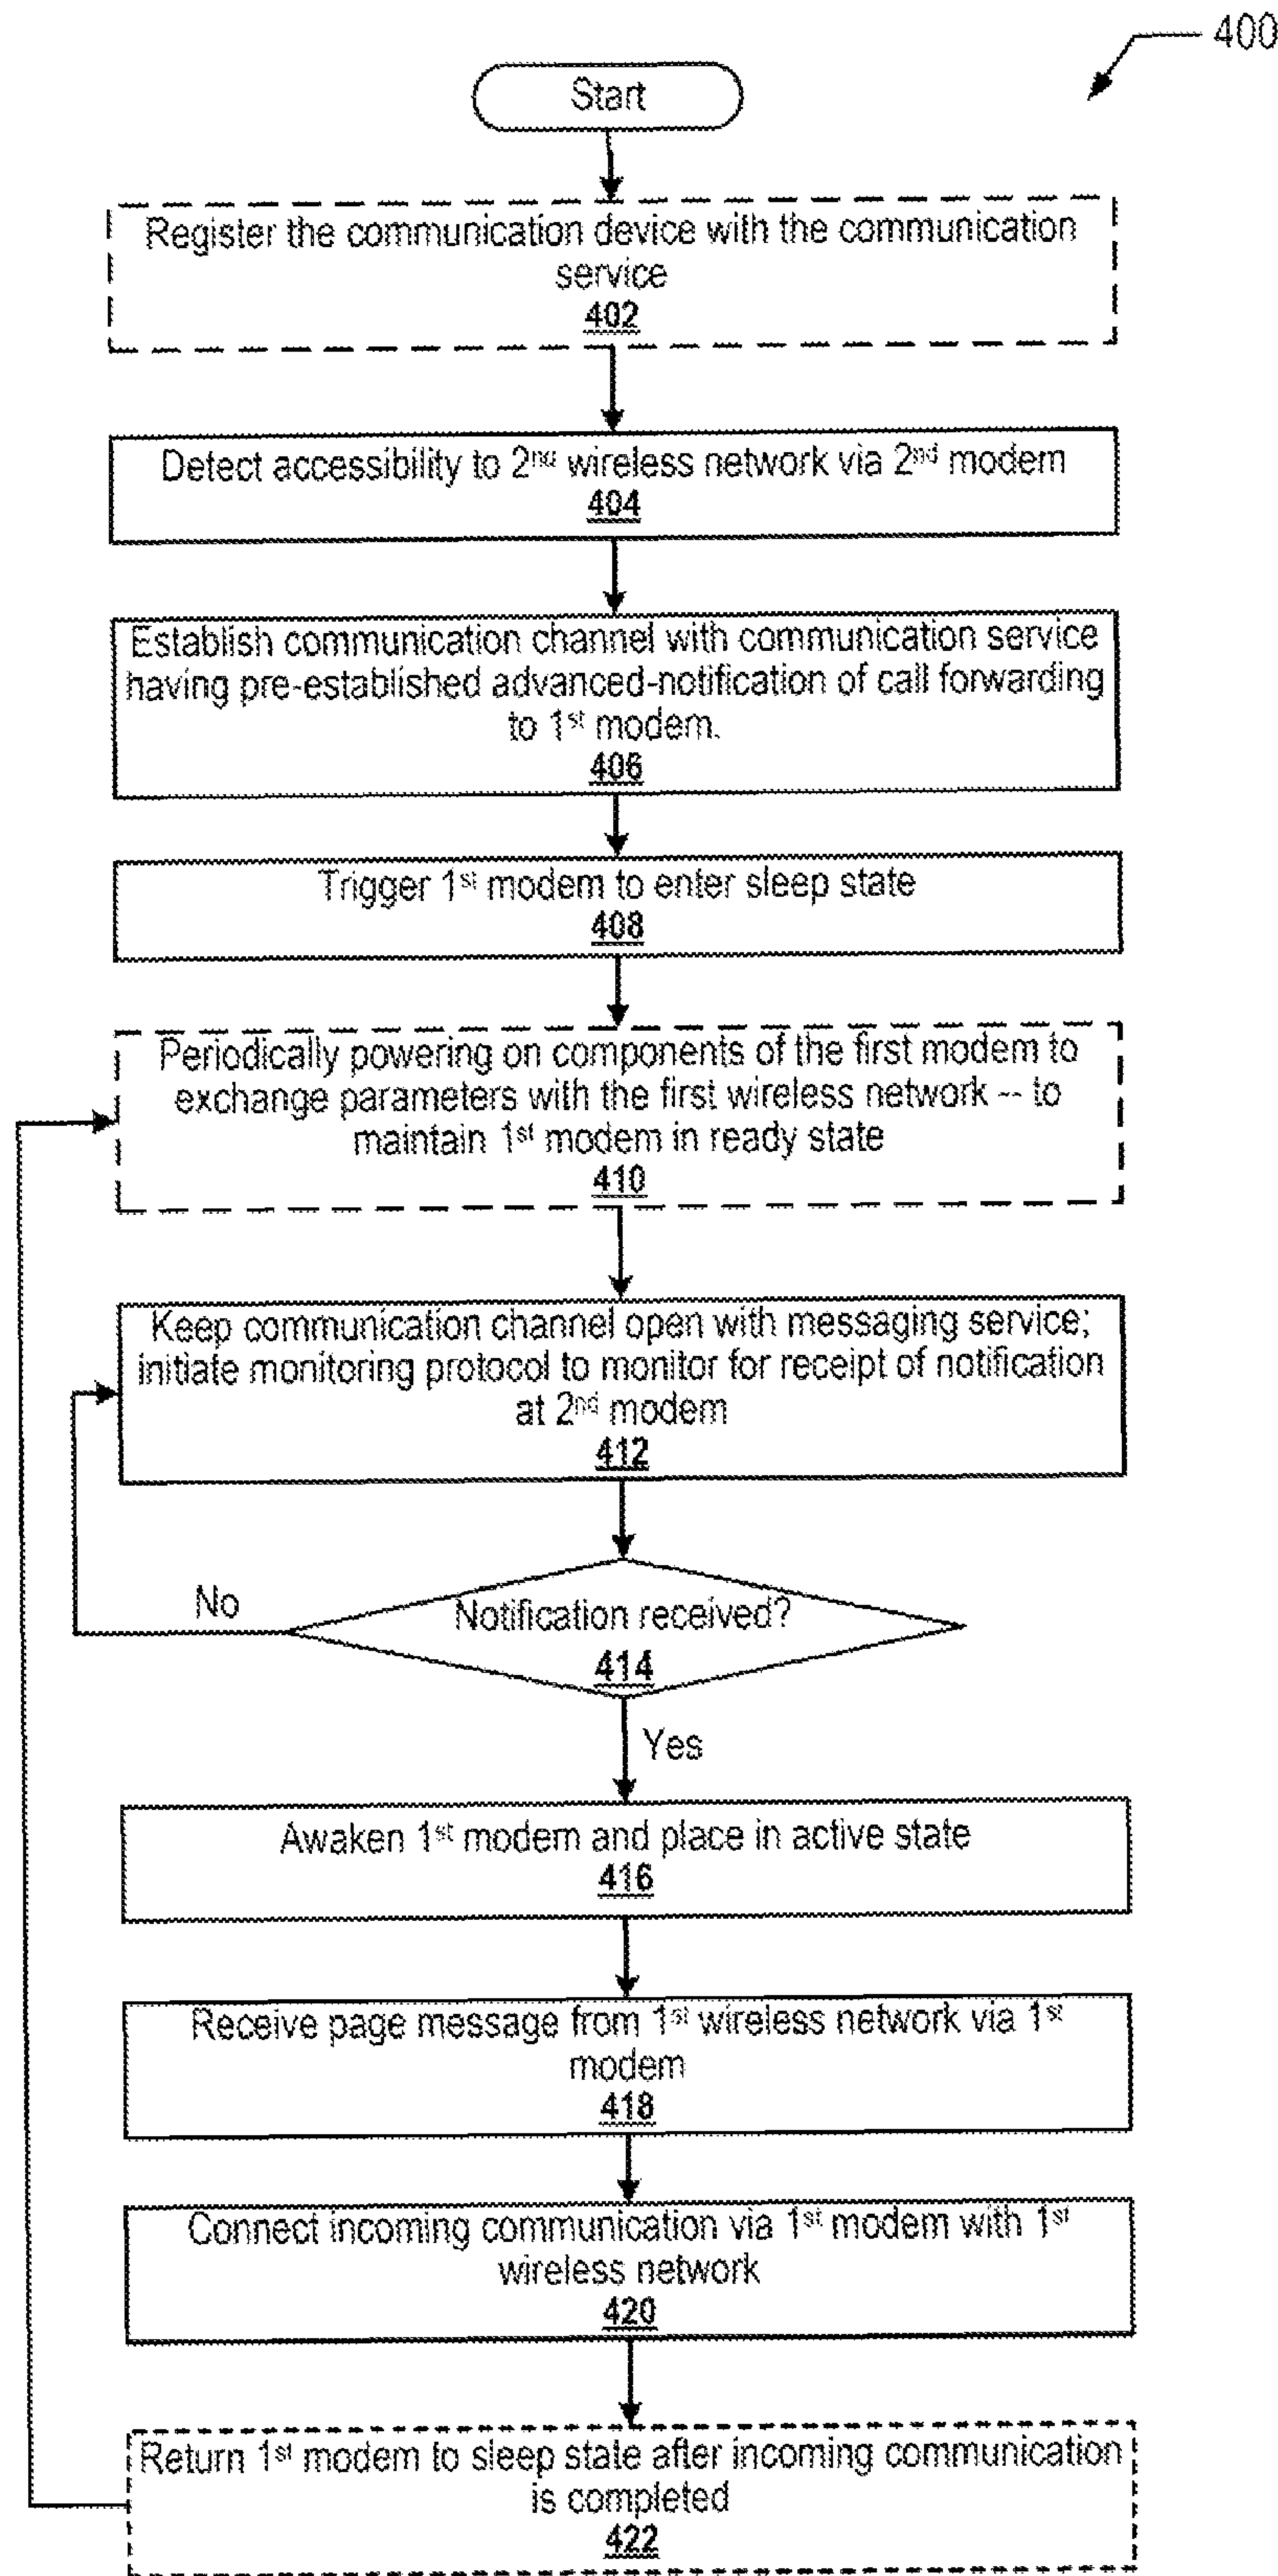 400
Start
Register the communication device with the communication
service
402
Detect accessibility to 2nd wireless network via 2nd modem
404
Establish communication channel with communication service
having pre-established advanced-notification of call forwarding
to 1st modem.
406
Trigger 1st modem to enter sleep state
408
Periodically powering on components of the first modem to
exchange parameters with the first wireless network -- to
maintain 1st modem in ready state
410
Keep communication channel open with messaging service;
initiate monitoring protocol to monitor for receipt of notification
at 2nd modem
412
No
Notification received?
414
Yes
Awaken 1st modem and place in active state
416
Receive page message from 1st wireless network via 1st
modem
418
Connect incoming communication via 1st modem with 1st
wireless network
420
Return 1st modem to sleep state after incoming communication
is completed
422